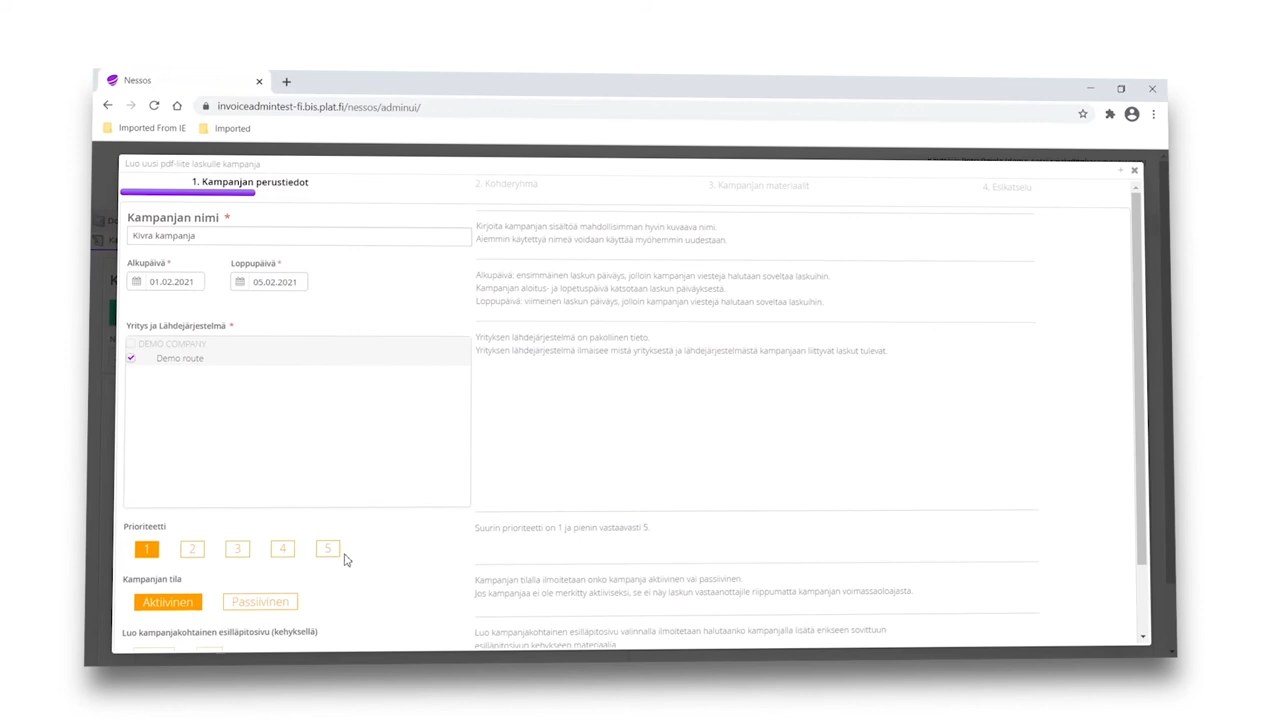 Nessos
invoiceadmintest-fi.bis.plat.fi/nessos/adminui/
Imported From IE
Imported
Luo uusi pdf-liite laskulle kampanja
1. Kampanjan perustiedot
2. Kohderyhmä
3. Kampanjan materiaalit
4. Esikatselu
Kampanjan nimi *
Kivra kampanja
Kirjoita kampanjan sisältöä mahdollisimman hyvin kuvaava nimi.
Aiemmin käytettyä nimeä voidaan käyttää myöhemmin uudestaan.
Alkupäivä * Loppupäivä *
01.02.2021 05.02.2021
Alkupäivä: ensimmäinen laskun päiväys, jolloin kampanjan viestejä halutaan soveltaa laskuihin.
Kampanjan aloitus- ja lopetuspäivä katsotaan laskun päiväyksestä.
Loppupäivä: viimeinen laskun päiväys, jolloin kampanjan viestejä halutaan soveltaa laskuihin.
Yritys ja Lähdejärjestelmä *
DEMO COMPANY
Demo route
Yrityksen lähdejärjestelmä on pakollinen tieto.
Yrityksen lähdejärjestelmä ilmaisee mistä yrityksestä ja lähdejärjestelmästä kampanjaan liittyvät laskut tulevat.
Prioriteetti
1 2 3 4 5
Suurin prioriteetti on 1 ja pienin vastaavasti 5.
Kampanjan tila
Aktiivinen Passiivinen
Kampanjan tilalla ilmoitetaan onko kampanja aktiivinen vai passiivinen.
Jos kampanjaa ei ole merkitty aktiiviseksi, se ei näy laskun vastaanottajile riippumatta kampanjan voimassaoloajasta.
Luo kampanjakohtainen esilläpitosivu (kehyksellä)
Luo kampanjakohtainen esilläpitosivu valinnalla ilmoitetaan halutaanko kampanjalla lisätä erikseen sovittuun
esilläpitosivun kehykseen materiaalia